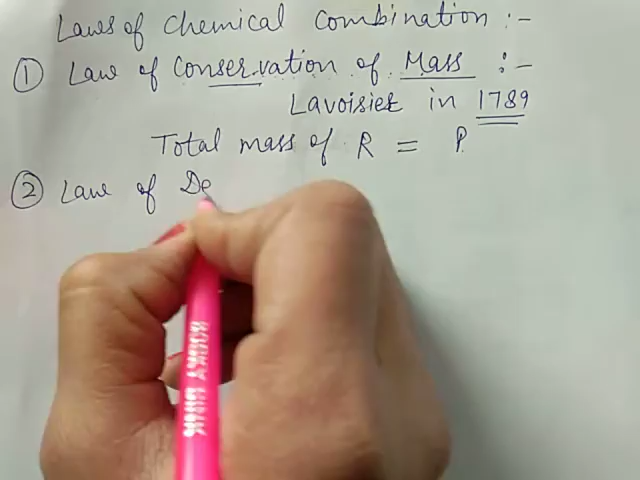 Laws of Chemical Combination :-
① Law of Conservation of Mass :-
Lavoisier in 1789
Total mass of R = P
② Law of De